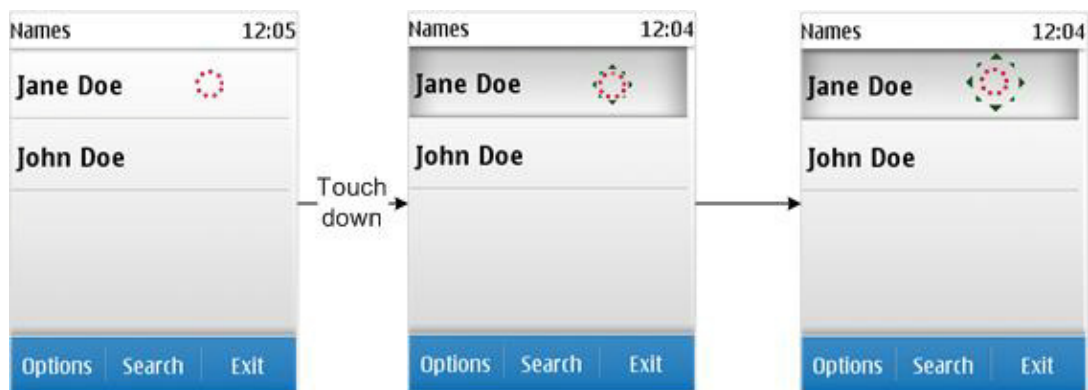 Names 12:05
Jane Doe
John Doe
Options Search Exit
Touch
down
Names 12:04
Jane Doe
John Doe
Options Search Exit
Names 12:04
Jane Doe
John Doe
Options Search Exit